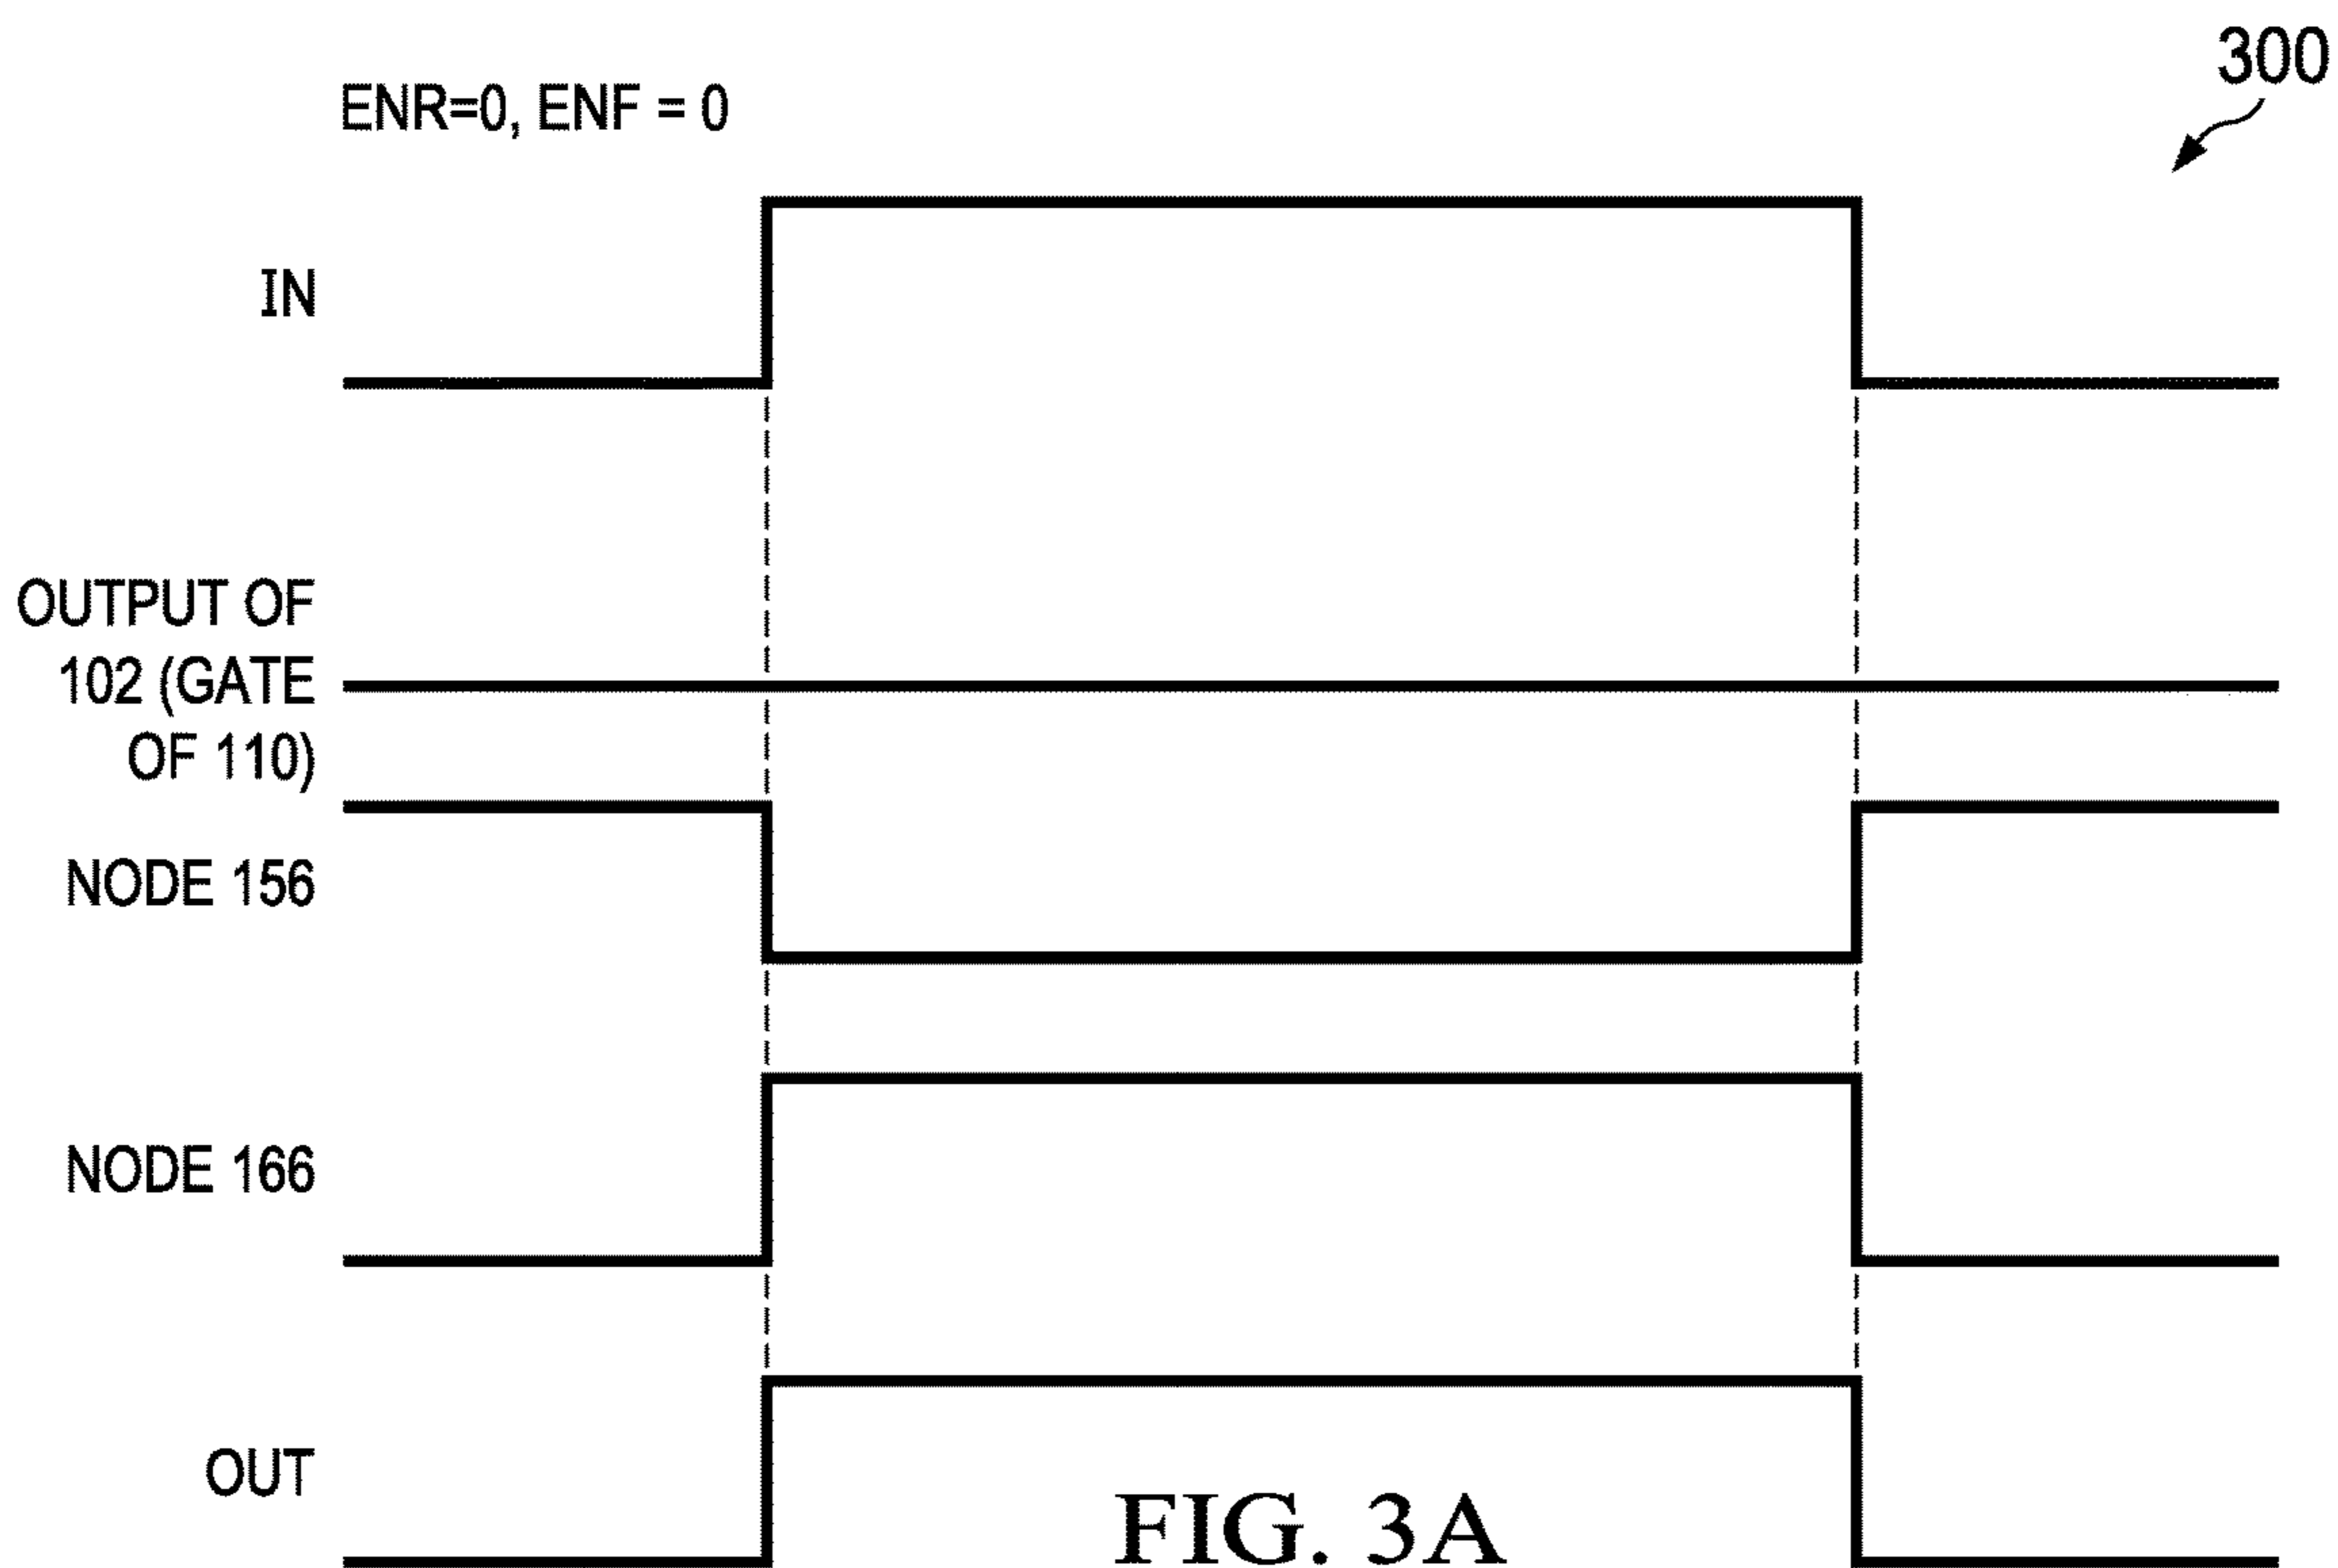 300
ENR=0, ENF = 0
IN
OUTPUT OF
102 (GATE
OF 110)
NODE 156
NODE 166
OUT
FIG. 3A